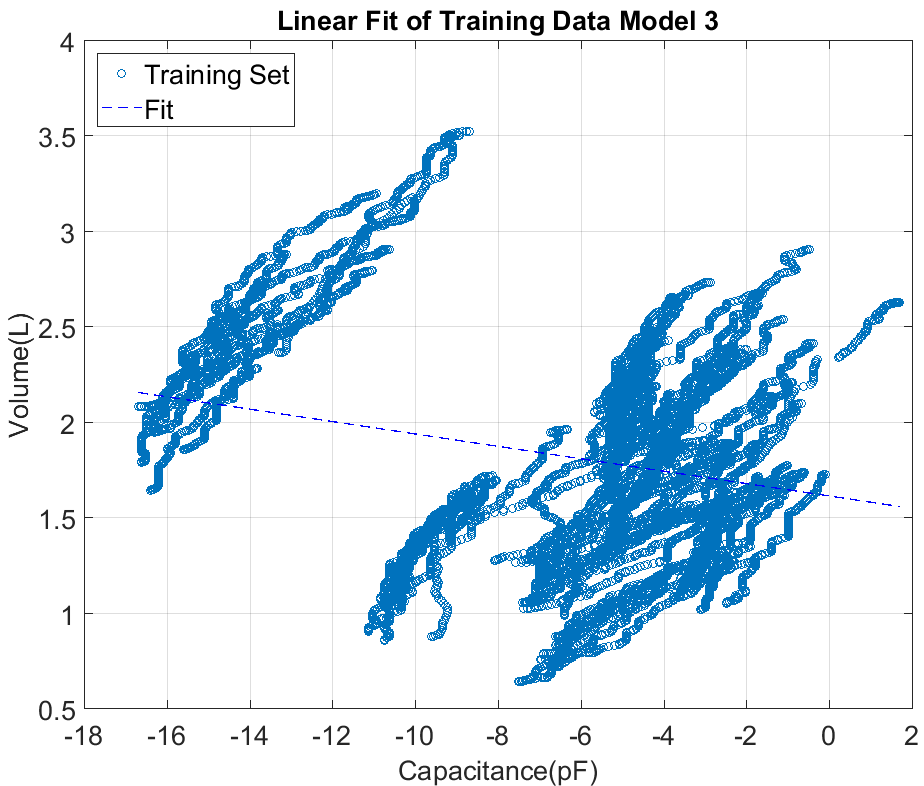 Linear Fit of Training Data Model 3
Training Set
Fit
4
3.5
3
2.5
2
1.5
1
0.5
Volume(L)
-18 -16 -14 -12 -10 -8 -6 -4 -2 0 2
Capacitance(pF)